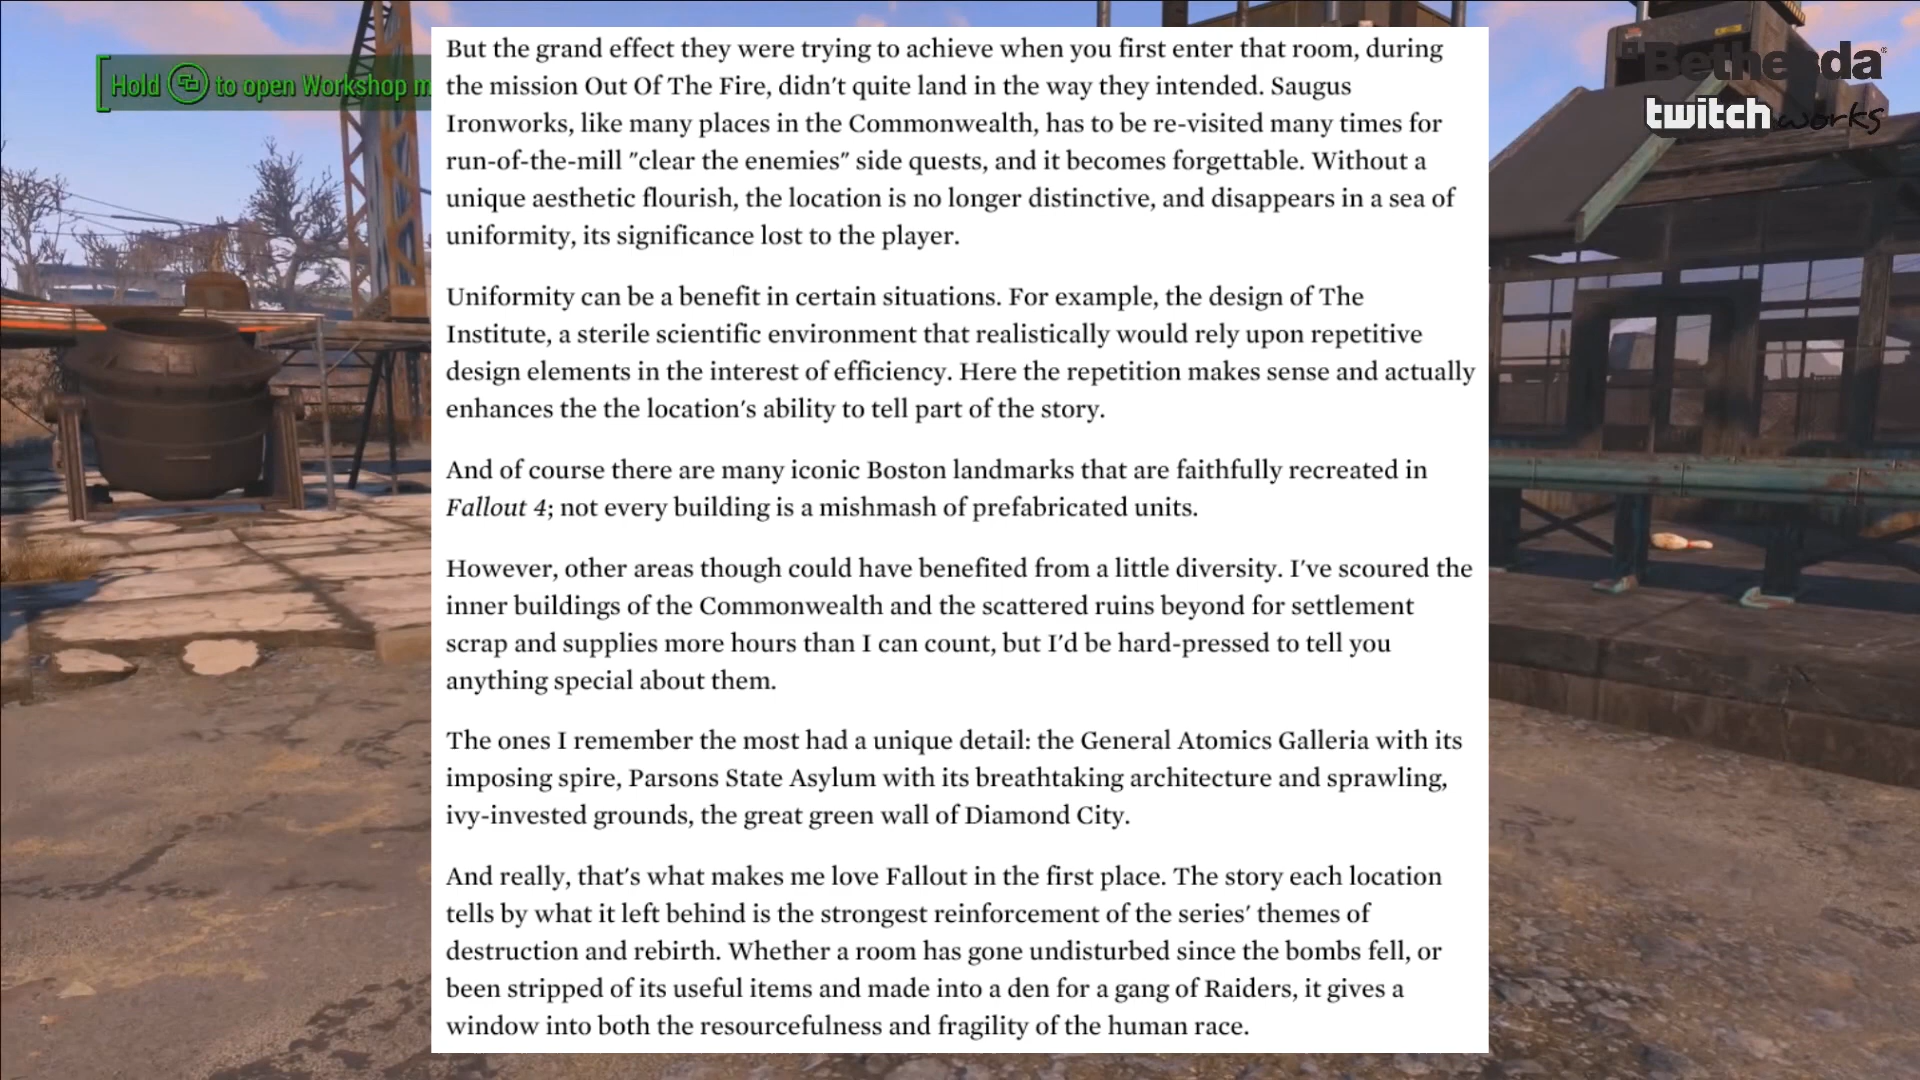 Hold to open Workshop m
Bethesda
twitch works
But the grand effect they were trying to achieve when you first enter that room, during
the mission Out Of The Fire, didn't quite land in the way they intended. Saugus
Ironworks, like many places in the Commonwealth, has to be re-visited many times for
run-of-the-mill "clear the enemies" side quests, and it becomes forgettable. Without a
unique aesthetic flourish, the location is no longer distinctive, and disappears in a sea of
uniformity, its significance lost to the player.
Uniformity can be a benefit in certain situations. For example, the design of The
Institute, a sterile scientific environment that realistically would rely upon repetitive
design elements in the interest of efficiency. Here the repetition makes sense and actually
enhances the the location's ability to tell part of the story.
And of course there are many iconic Boston landmarks that are faithfully recreated in
Fallout 4; not every building is a mishmash of prefabricated units.
However, other areas though could have benefited from a little diversity. I've scoured the
inner buildings of the Commonwealth and the scattered ruins beyond for settlement
scrap and supplies more hours than I can count, but I'd be hard-pressed to tell you
anything special about them.
The ones I remember the most had a unique detail: the General Atomics Galleria with its
imposing spire, Parsons State Asylum with its breathtaking architecture and sprawling,
ivy-invested grounds, the great green wall of Diamond City.
And really, that's what makes me love Fallout in the first place. The story each location
tells by what it left behind is the strongest reinforcement of the series' themes of
destruction and rebirth. Whether a room has gone undisturbed since the bombs fell, or
been stripped of its useful items and made into a den for a gang of Raiders, it gives a
window into both the resourcefulness and fragility of the human race.